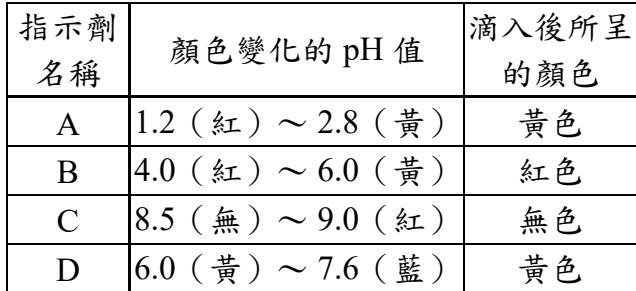 指示劑名稱 顏色變化的 pH 值 滴入後所呈的顏色
A 1.2（紅）～ 2.8（黃） 黃色
B 4.0（紅）～ 6.0（黃） 紅色
C 8.5（無）～ 9.0（紅） 無色
D 6.0（黃）～ 7.6（藍） 黃色